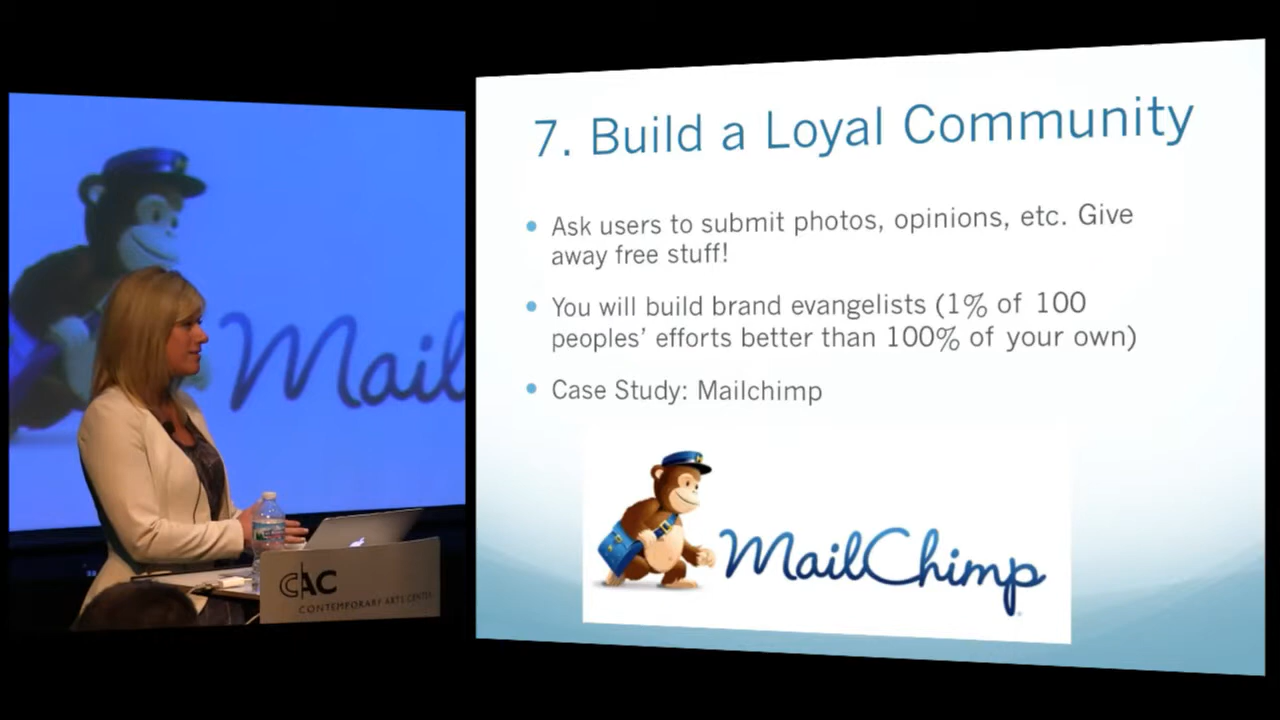 7. Build a Loyal Community
Ask users to submit photos, opinions, etc. Give
away free stuff!
You will build brand evangelists (1% of 100
peoples' efforts better than 100% of your own)
Case Study: Mailchimp
MailChimp
Mail
CAC
CONTEMPORARY ARTS CENTER